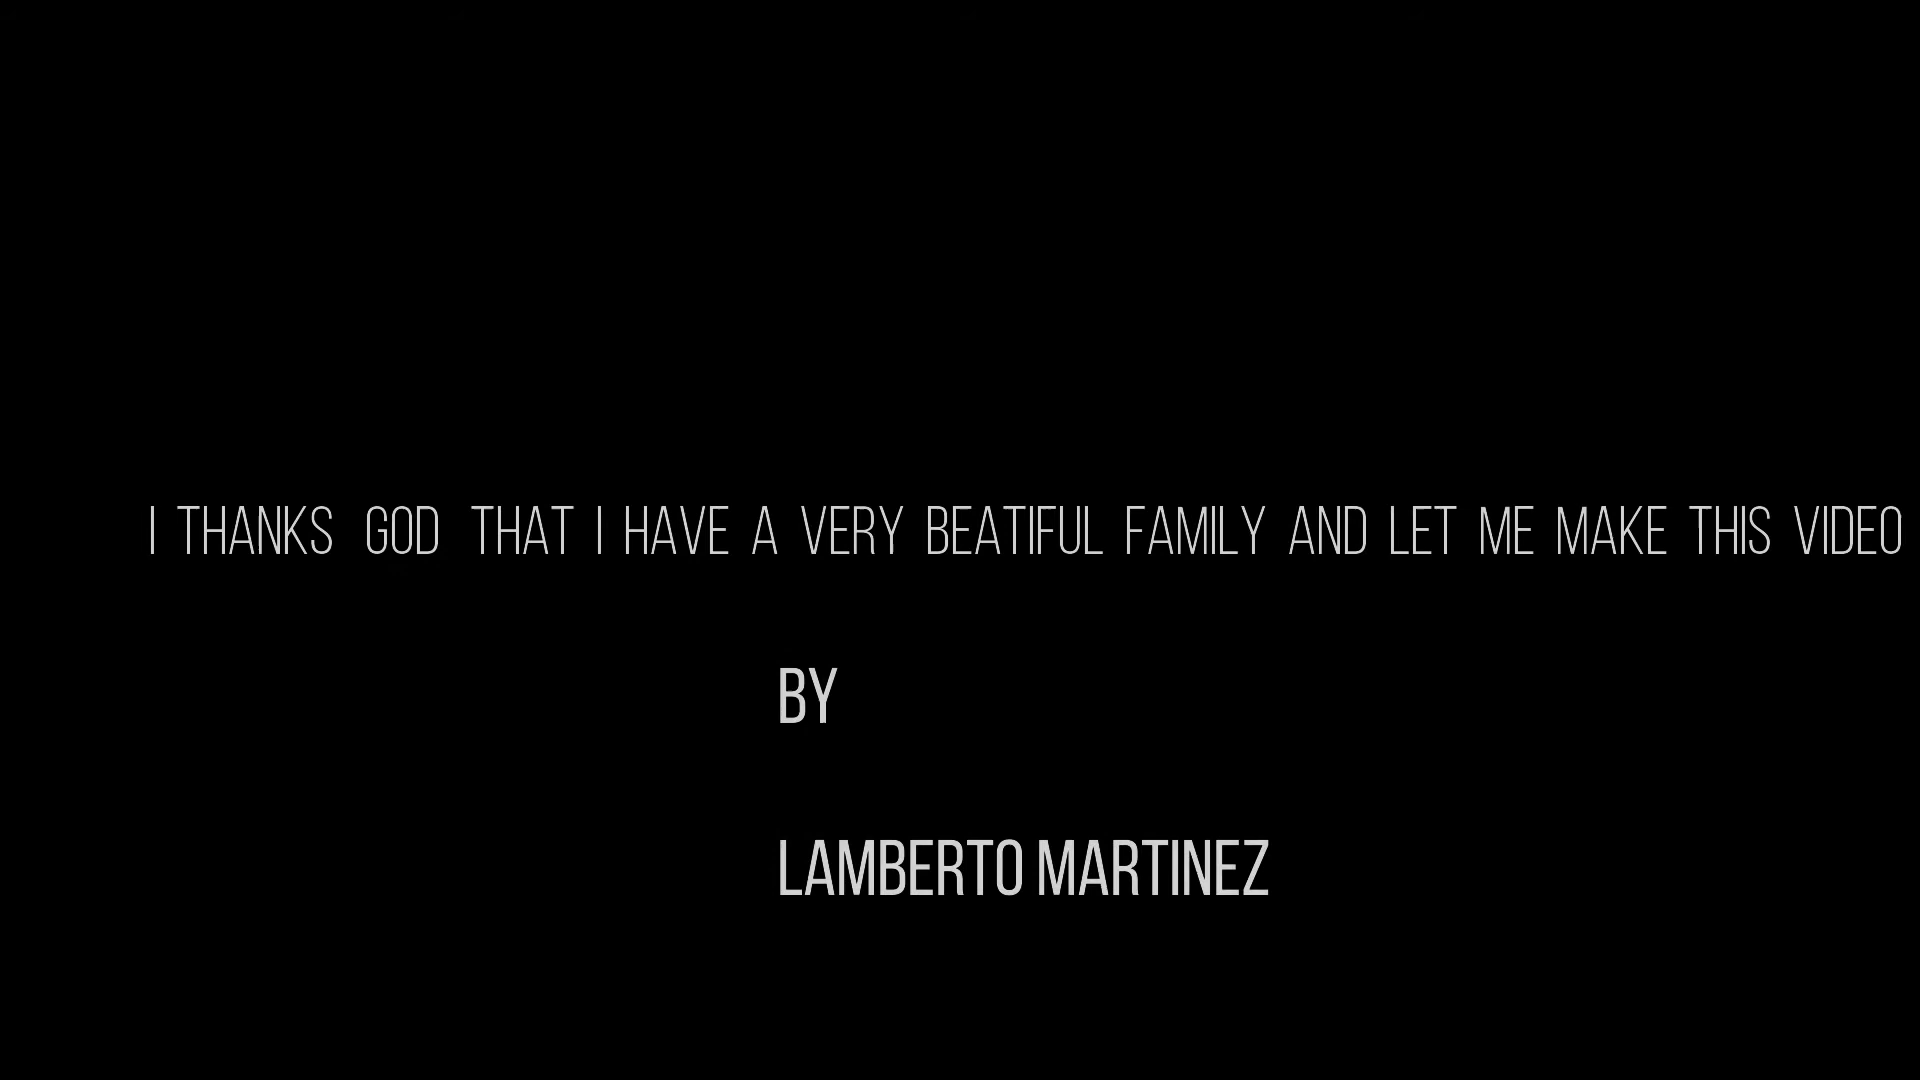 I THANKS GOD THAT I HAVE A VERY BEATIFUL FAMILY AND LET ME MAKE THIS VIDEO
BY
LAMBERTO MARTINEZ